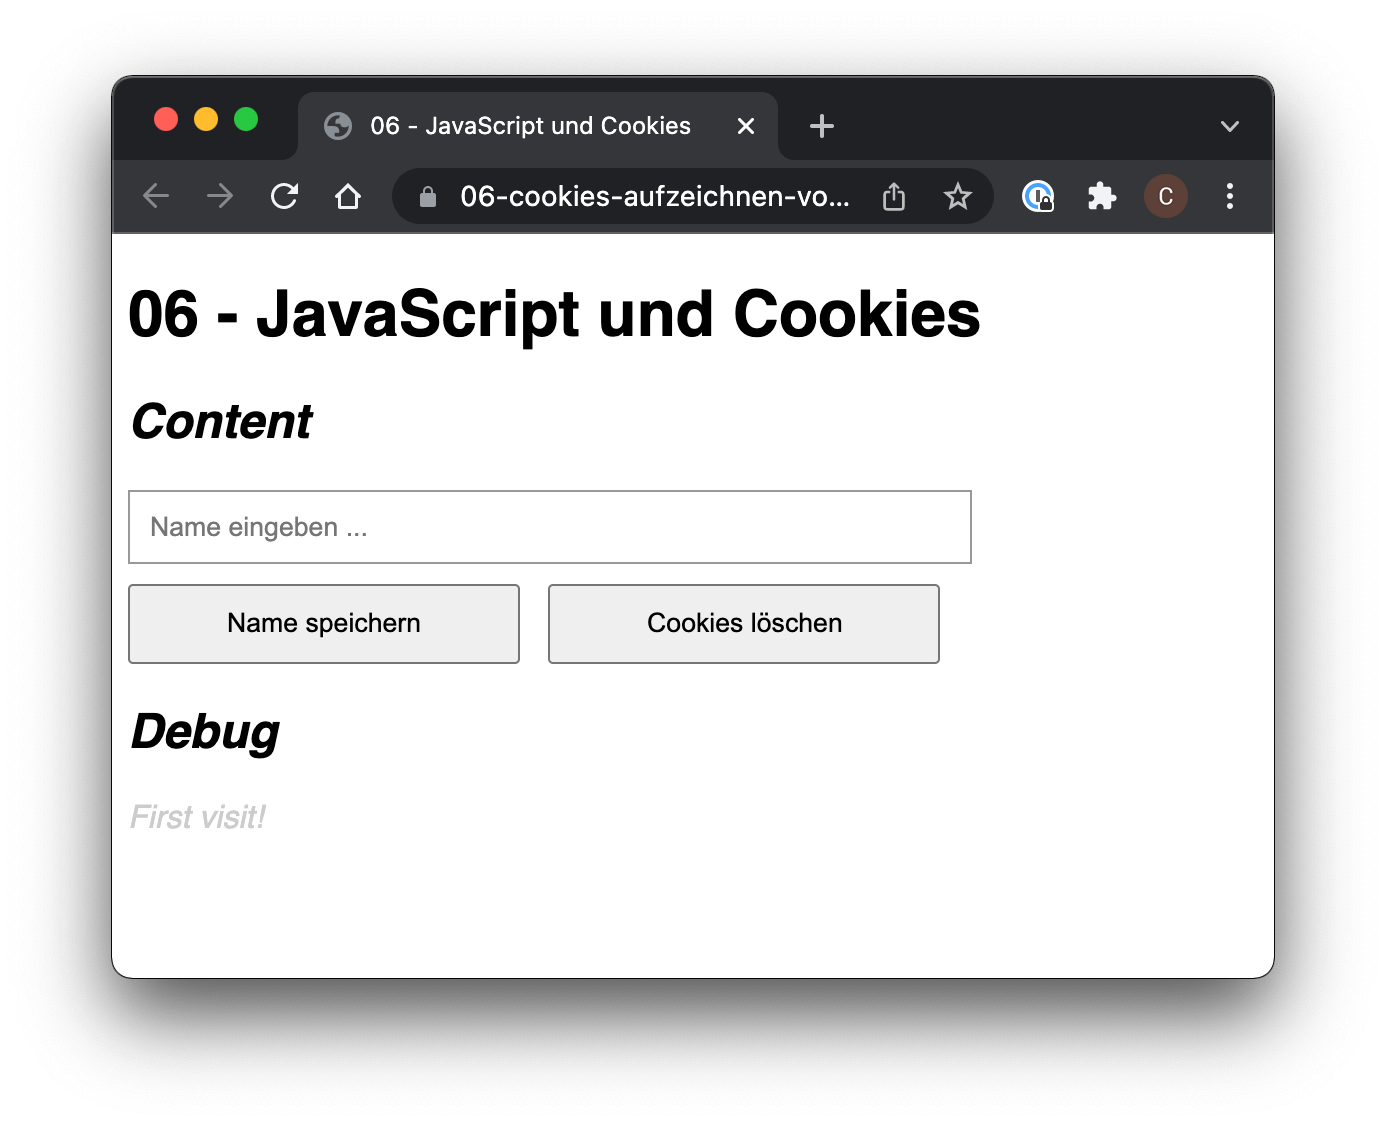 06 - JavaScript und Cookies
06-cookies-aufzeichnen-vo...
C
06 - JavaScript und Cookies
Content
Name eingeben ...
Name speichern
Cookies löschen
Debug
First visit!